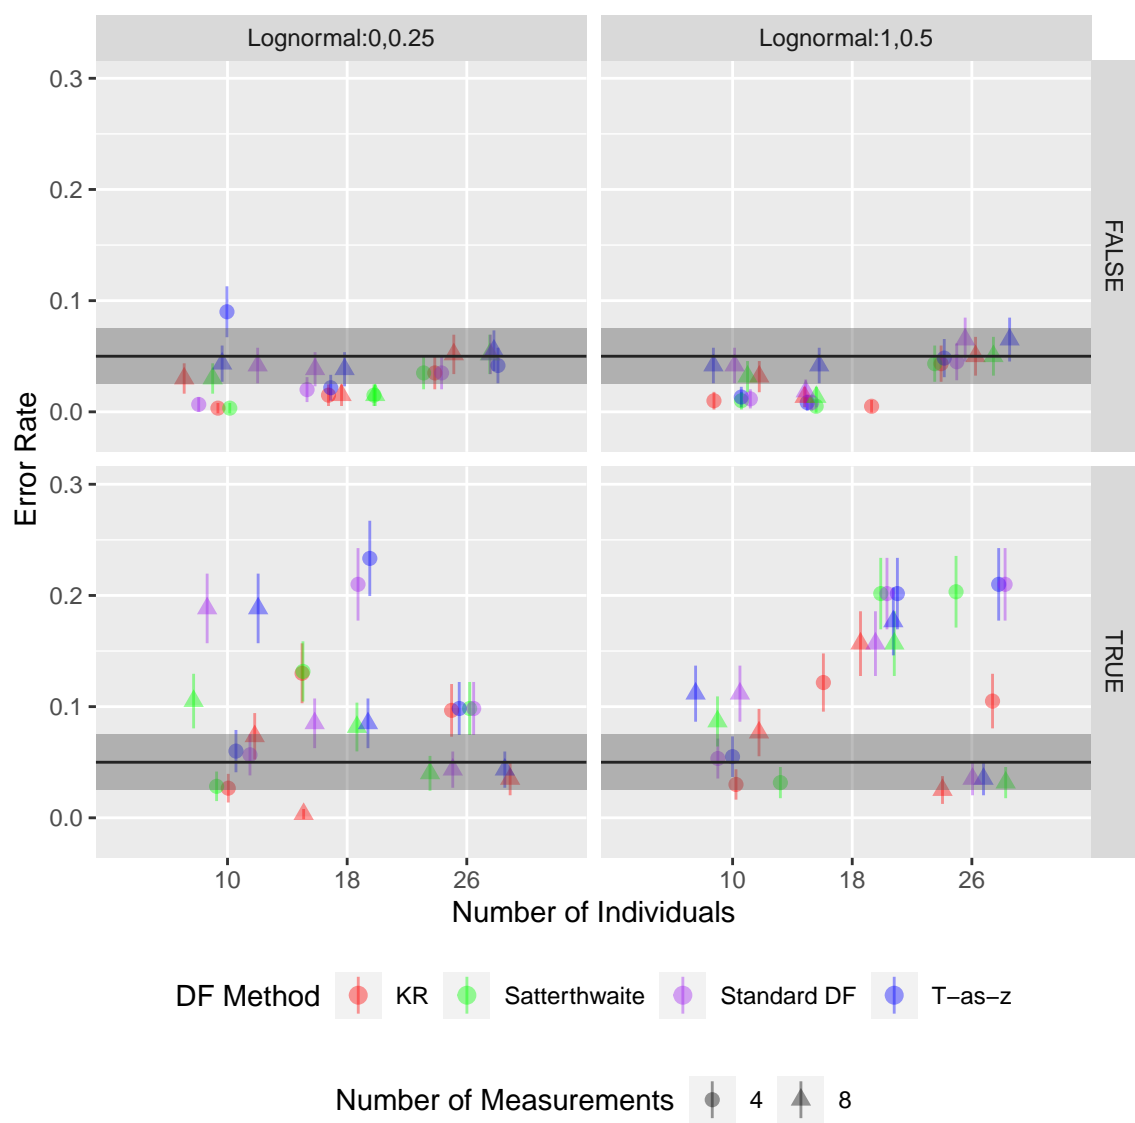 Lognormal:0,0.25
Lognormal:1,0.5
0.3
0.2
0.1
0.0
FALSE
Error Rate
0.3
0.2
0.1
0.0
TRUE
10 18 26
10 18 26
Number of Individuals
DF Method KR Satterthwaite Standard DF T-as-z
Number of Measurements 4 8